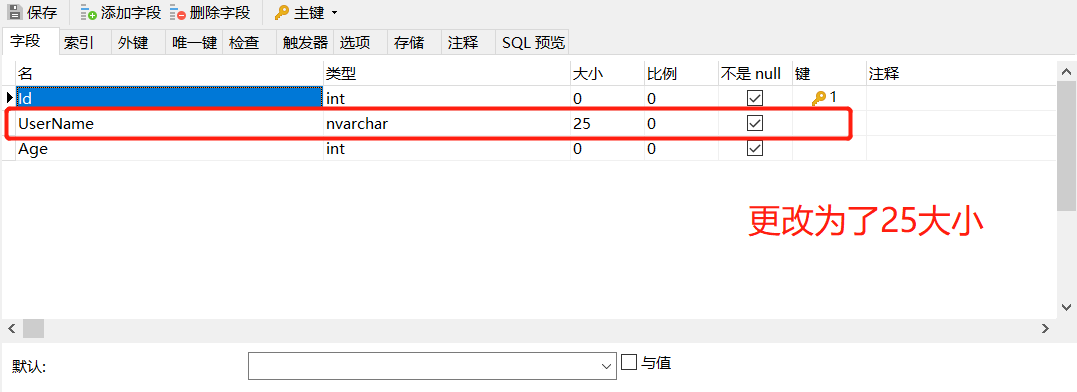 保存 添加字段 删除字段 主键
字段 索引 外键 唯一键 检查 触发器 选项 存储 注释 SQL 预览
名 类型 大小 比例 不是 null 键 注释
Id int 0 0 1
UserName nvarchar 25 0
Age int 0 0
更改为了25大小
默认: 与值